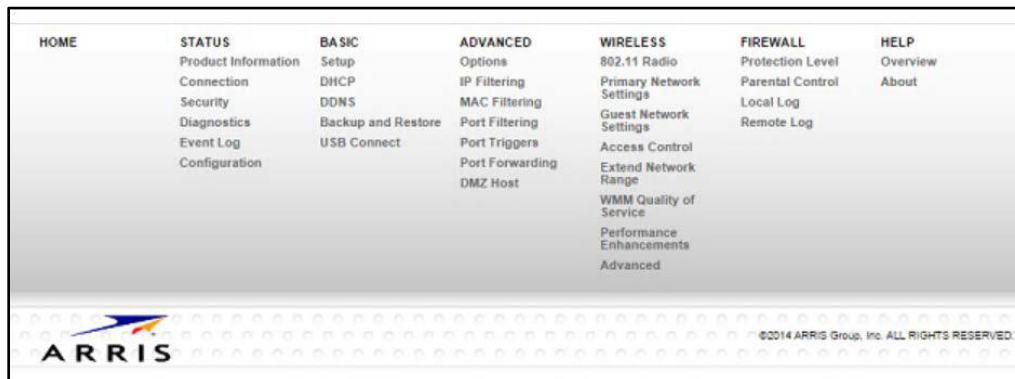 HOME
STATUS
Product Information
Connection
Security
Diagnostics
Event Log
Configuration
BASIC
Setup
DHCP
DDNS
Backup and Restore
USB Connect
ADVANCED
Options
IP Filtering
MAC Filtering
Port Filtering
Port Triggers
Port Forwarding
DMZ Host
WIRELESS
802.11 Radio
Primary Network
Settings
Guest Network
Settings
Access Control
Extend Network
Range
WMM Quality of
Service
Performance
Enhancements
Advanced
FIREWALL
Protection Level
Parental Control
Local Log
Remote Log
HELP
Overview
About
ARRIS
©2014 ARRIS Group, Inc. ALL RIGHTS RESERVED.